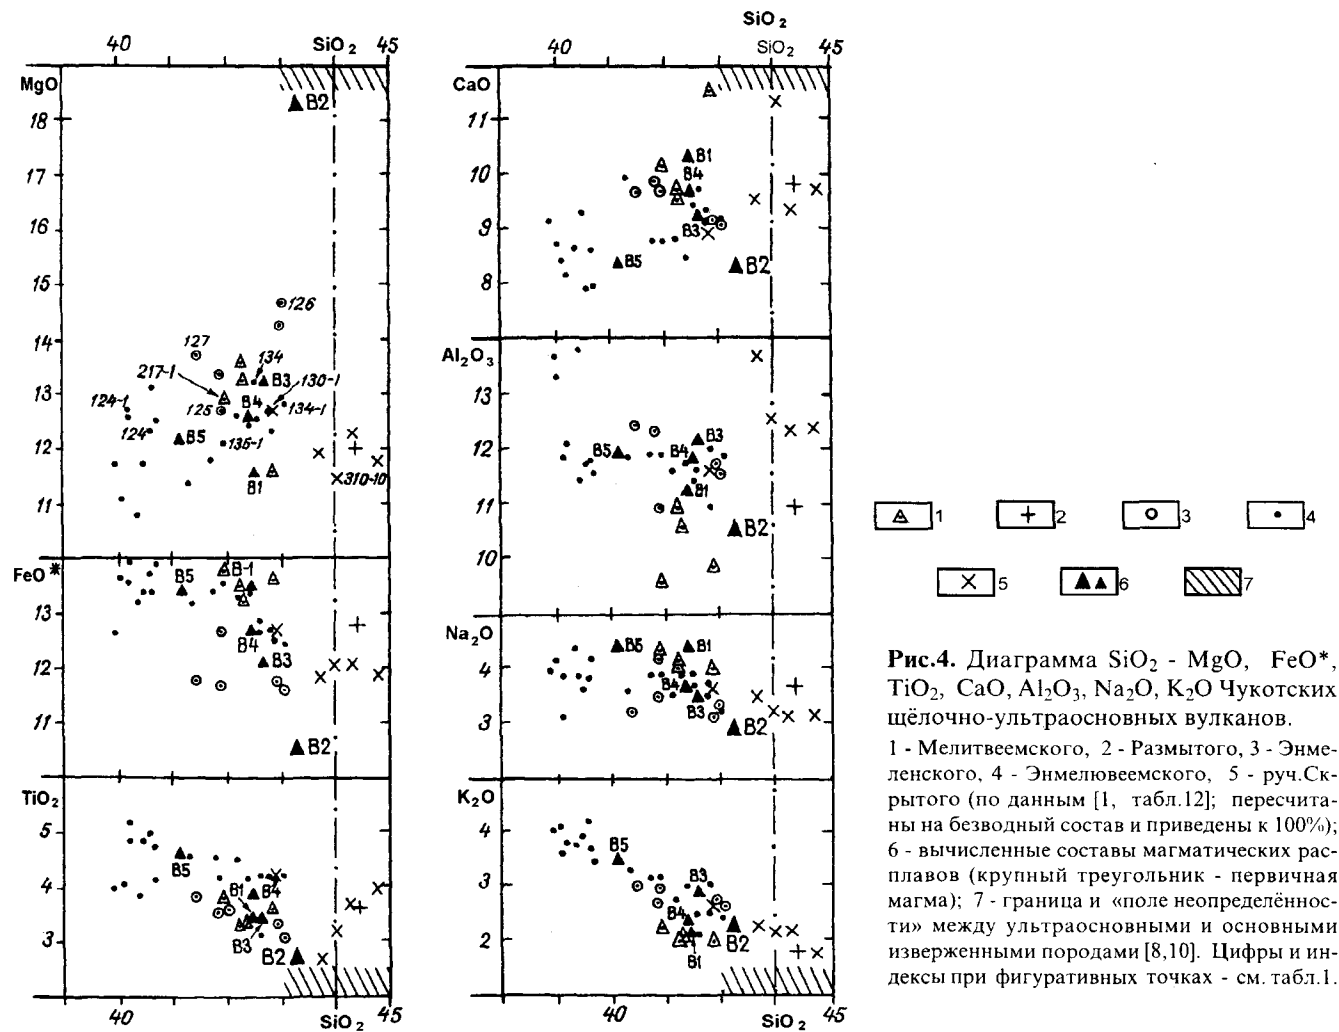 SiO2
40 SiO2 45
40 SiO2 45
MgO
18
17
16
15
14
13
12
11
B2
126
127
134
217-1
B3
130-1
124-1
125
B4
134-1
124
B5
135-1
B1
310-10
FeO*
13
12
11
B5
B-1
B4
B3
B2
TiO2
5
4
3
B5
B1
B4
B3
B2
40 SiO2 45
CaO
11
10
9
8
B1
B4
B3
B5
B2
Al2O3
13
12
11
10
B5
B4
B3
B1
B2
Na2O
4
3
B5
B1
B4
B3
B2
K2O
4
3
2
B5
B3
B4
B1
B2
40 SiO2 45
1 2 3 4
5 6 7
Рис.4. Диаграмма SiO2 - MgO, FeO*,
TiO2, CaO, Al2O3, Na2O, K2O Чукотских
щёлочно-ультраосновных вулканов.
1 - Мелитвеемского, 2 - Размытого, 3 - Энме-
ленского, 4 - Энмелювеемского, 5 - руч.Ск-
рытого (по данным [1, табл.12]; пересчита-
ны на безводный состав и приведены к 100%);
6 - вычисленные составы магматических рас-
плавов (крупный треугольник - первичная
магма); 7 - граница и «поле неопределённос-
ти» между ультраосновными и основными
изверженными породами [8,10]. Цифры и ин-
дексы при фигуративных точках - см. табл.1.